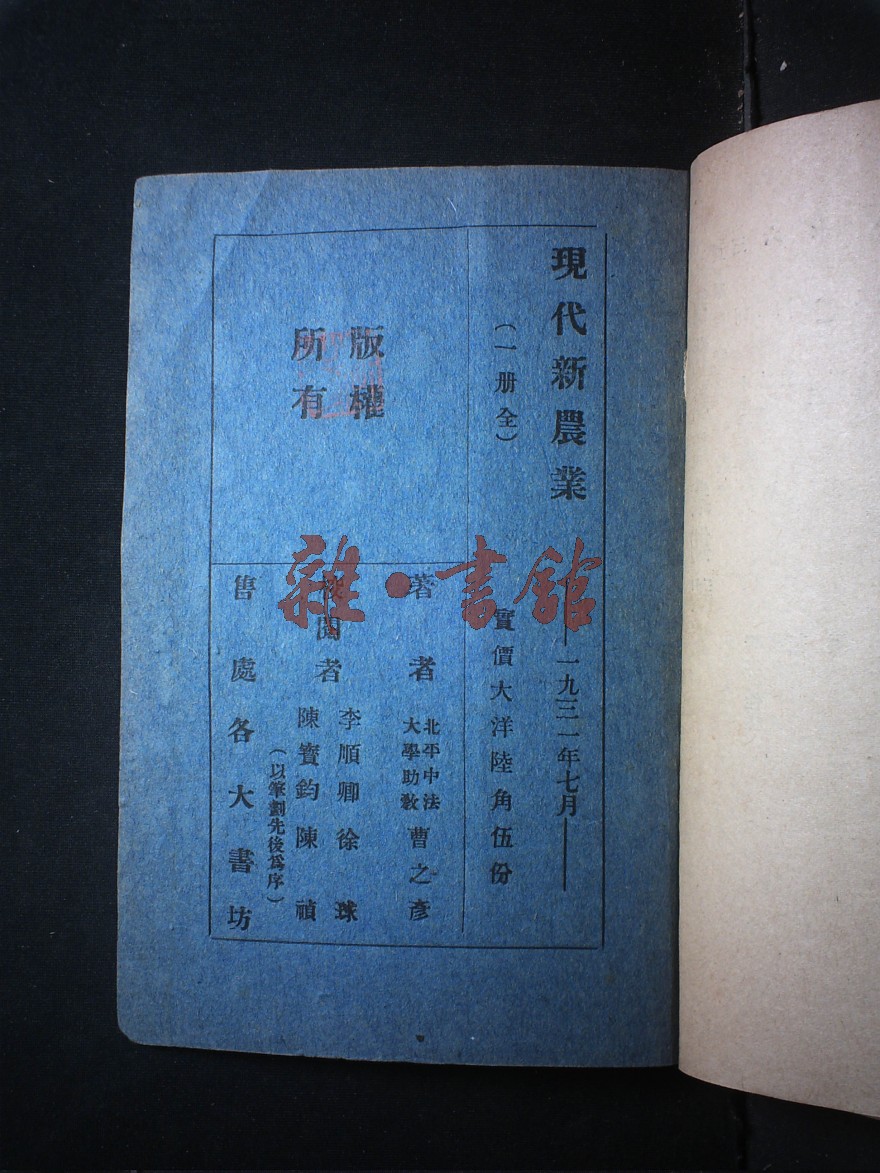 現代新農業
一九三一年七月
(一册全)
實價大洋陸角伍份
版權
所有
著者
北平中法
大學助教
曹之彥
校閱者
李順卿 徐球
陳寶鈞 陳禎
(以筆劃先後爲序)
售處各大書坊
雜·書館